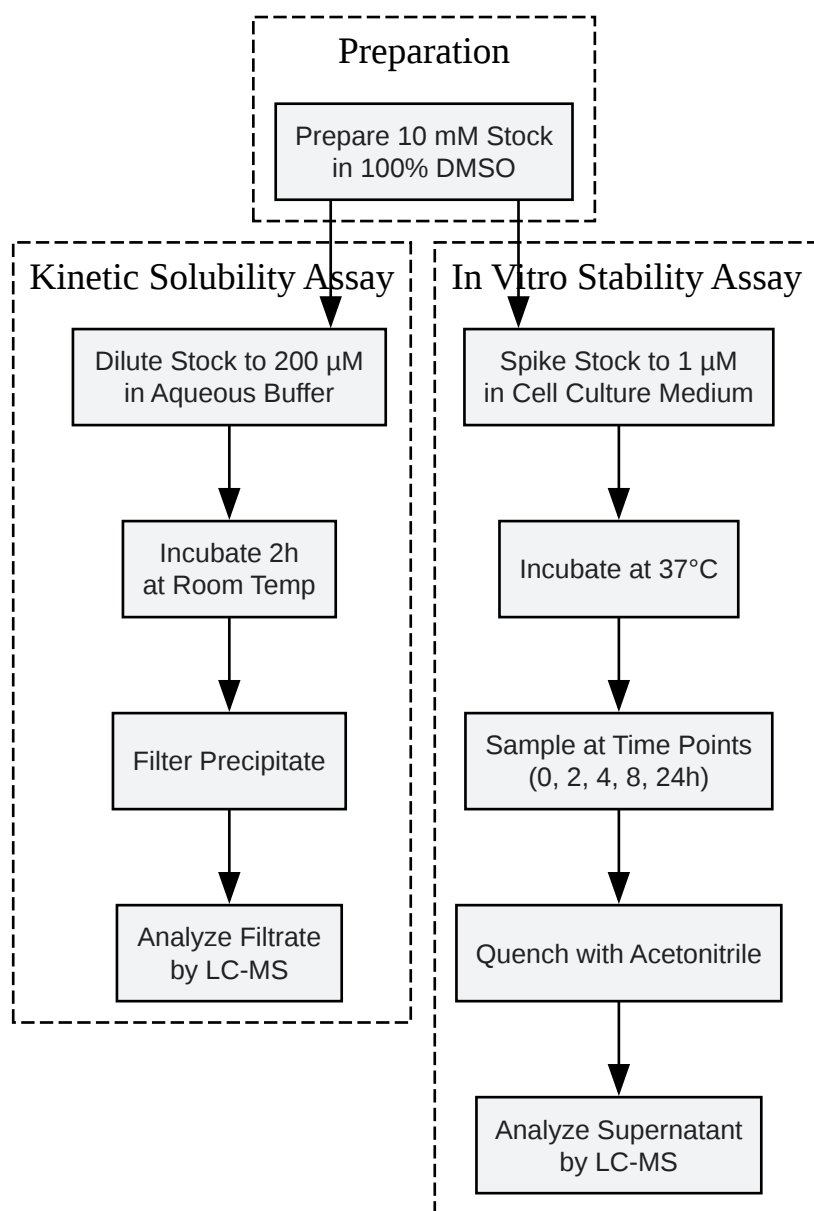 Preparation
Prepare 10 mM Stock
in 100% DMSO
Kinetic Solubility Assay
Dilute Stock to 200 µM
in Aqueous Buffer
Incubate 2h
at Room Temp
Filter Precipitate
Analyze Filtrate
by LC-MS
In Vitro Stability Assay
Spike Stock to 1 µM
in Cell Culture Medium
Incubate at 37°C
Sample at Time Points
(0, 2, 4, 8, 24h)
Quench with Acetonitrile
Analyze Supernatant
by LC-MS